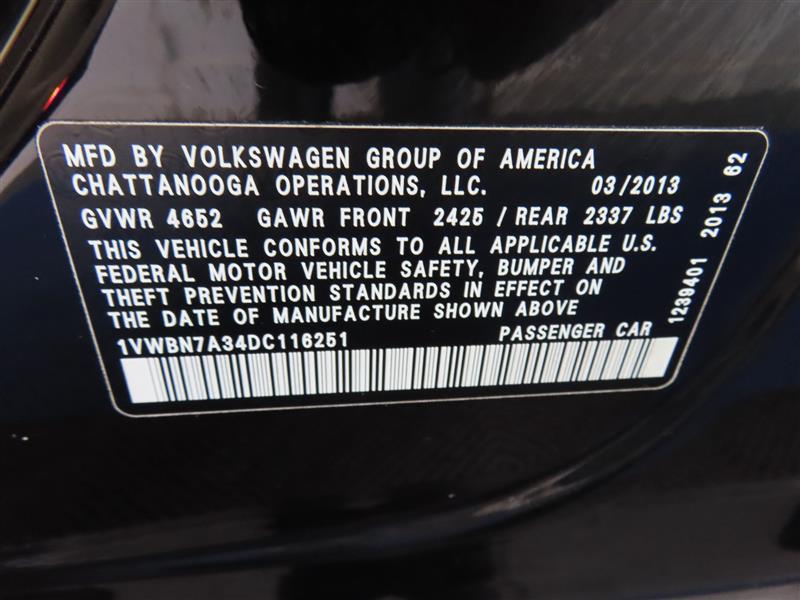 MFD BY VOLKSWAGEN GROUP OF AMERICA
CHATTANOOGA OPERATIONS, LLC. 03/2013
GVWR 4652 GAWR FRONT 2425 / REAR 2337 LBS
THIS VEHICLE CONFORMS TO ALL APPLICABLE U.S.
FEDERAL MOTOR VEHICLE SAFETY, BUMPER AND
THEFT PREVENTION STANDARDS IN EFFECT ON
THE DATE OF MANUFACTURE SHOWN ABOVE
1VWBN7A34DC116251 PASSENGER CAR
1239401 2013 62